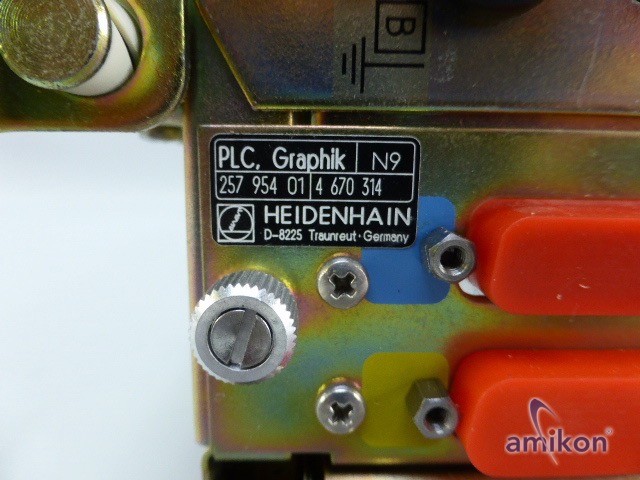 B
PLC, Graphik N9
257 954 01 4 670 314
HEIDENHAIN
D-8225 Traunreut · Germany
amikon